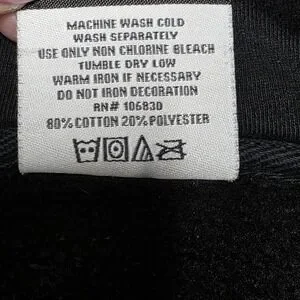 MACHINE WASH COLD
WASH SEPARATELY
USE ONLY NON CHLORINE BLEACH
TUMBLE DRY LOW
WARM IRON IF NECESSARY
DO NOT IRON DECORATION
RN# 106830
80% COTTON 20% POLYESTER